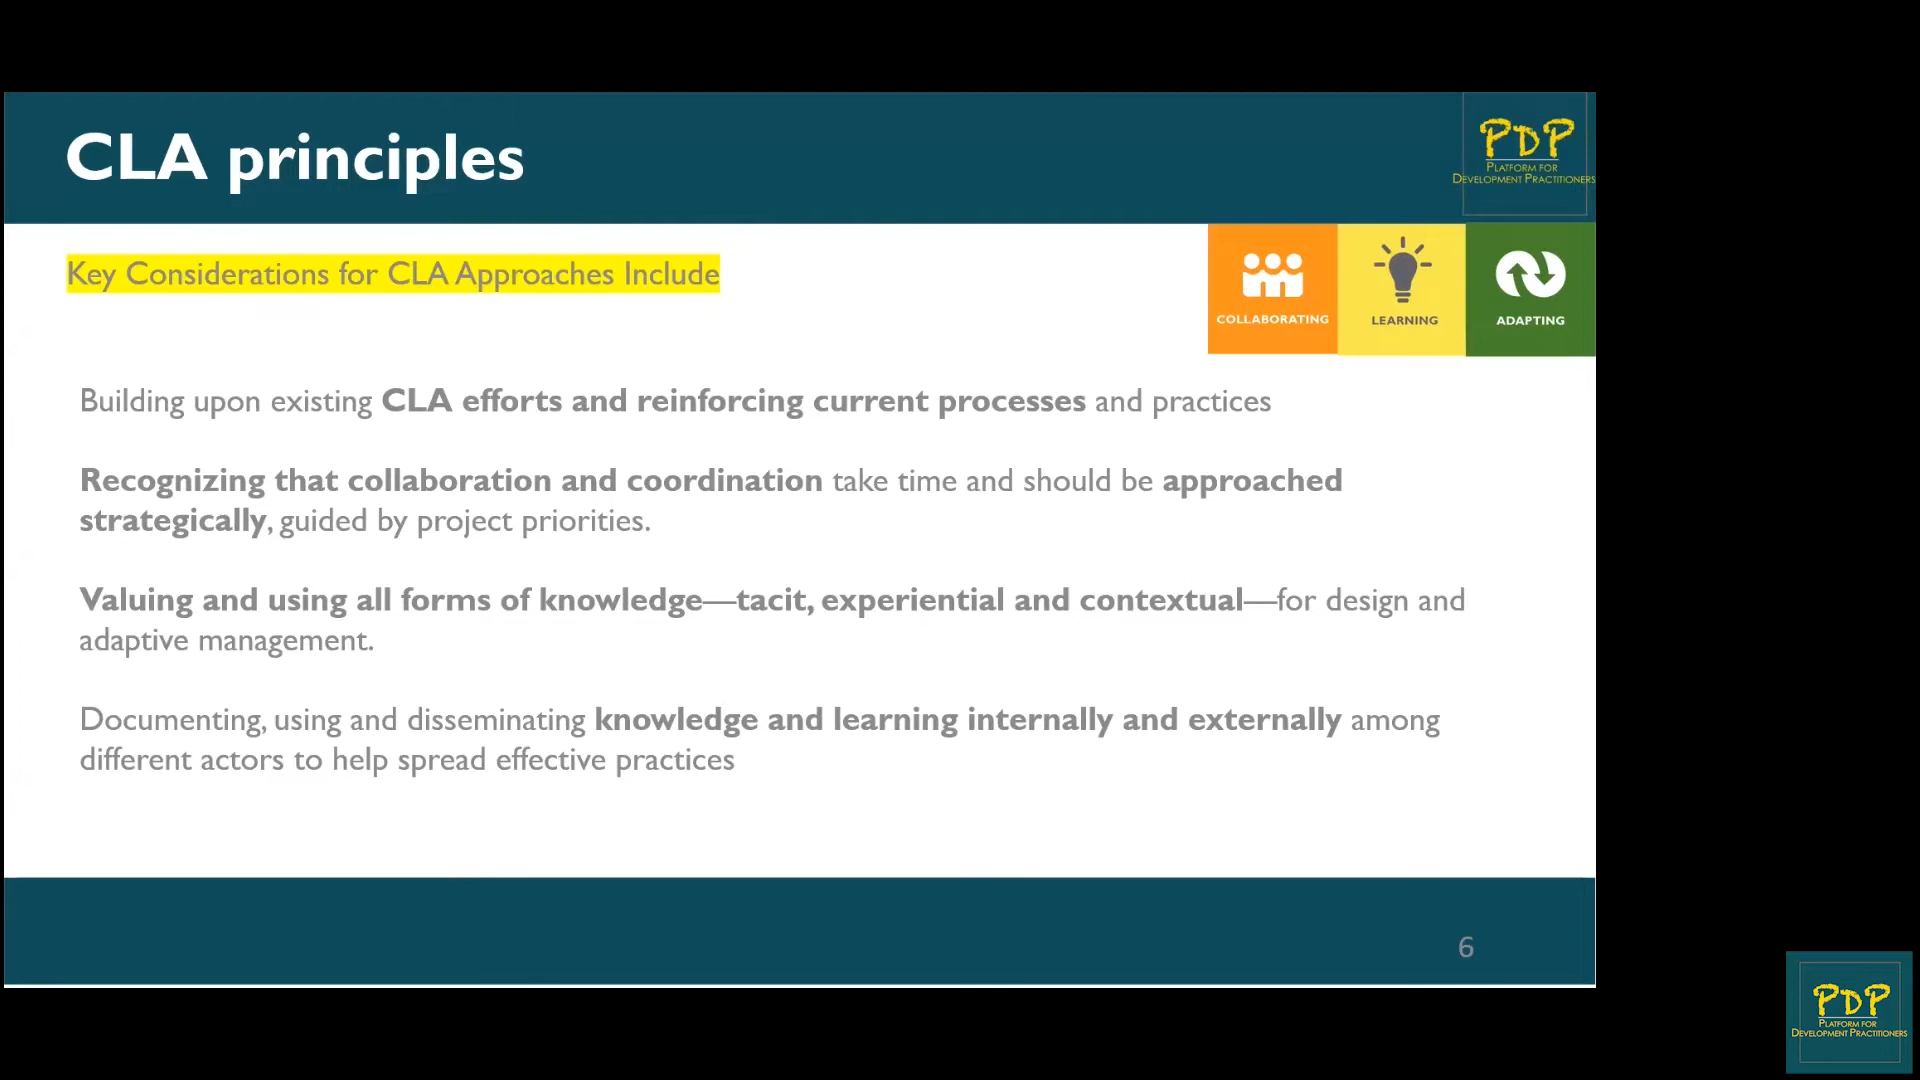 CLA principles
PDP
PLATFORM FOR
DEVELOPMENT PRACTITIONERS
Key Considerations for CLA Approaches Include
COLLABORATING
LEARNING
ADAPTING
Building upon existing CLA efforts and reinforcing current processes and practices
Recognizing that collaboration and coordination take time and should be approached
strategically, guided by project priorities.
Valuing and using all forms of knowledge—tacit, experiential and contextual—for design and
adaptive management.
Documenting, using and disseminating knowledge and learning internally and externally among
different actors to help spread effective practices
6
PDP
PLATFORM FOR
DEVELOPMENT PRACTITIONERS